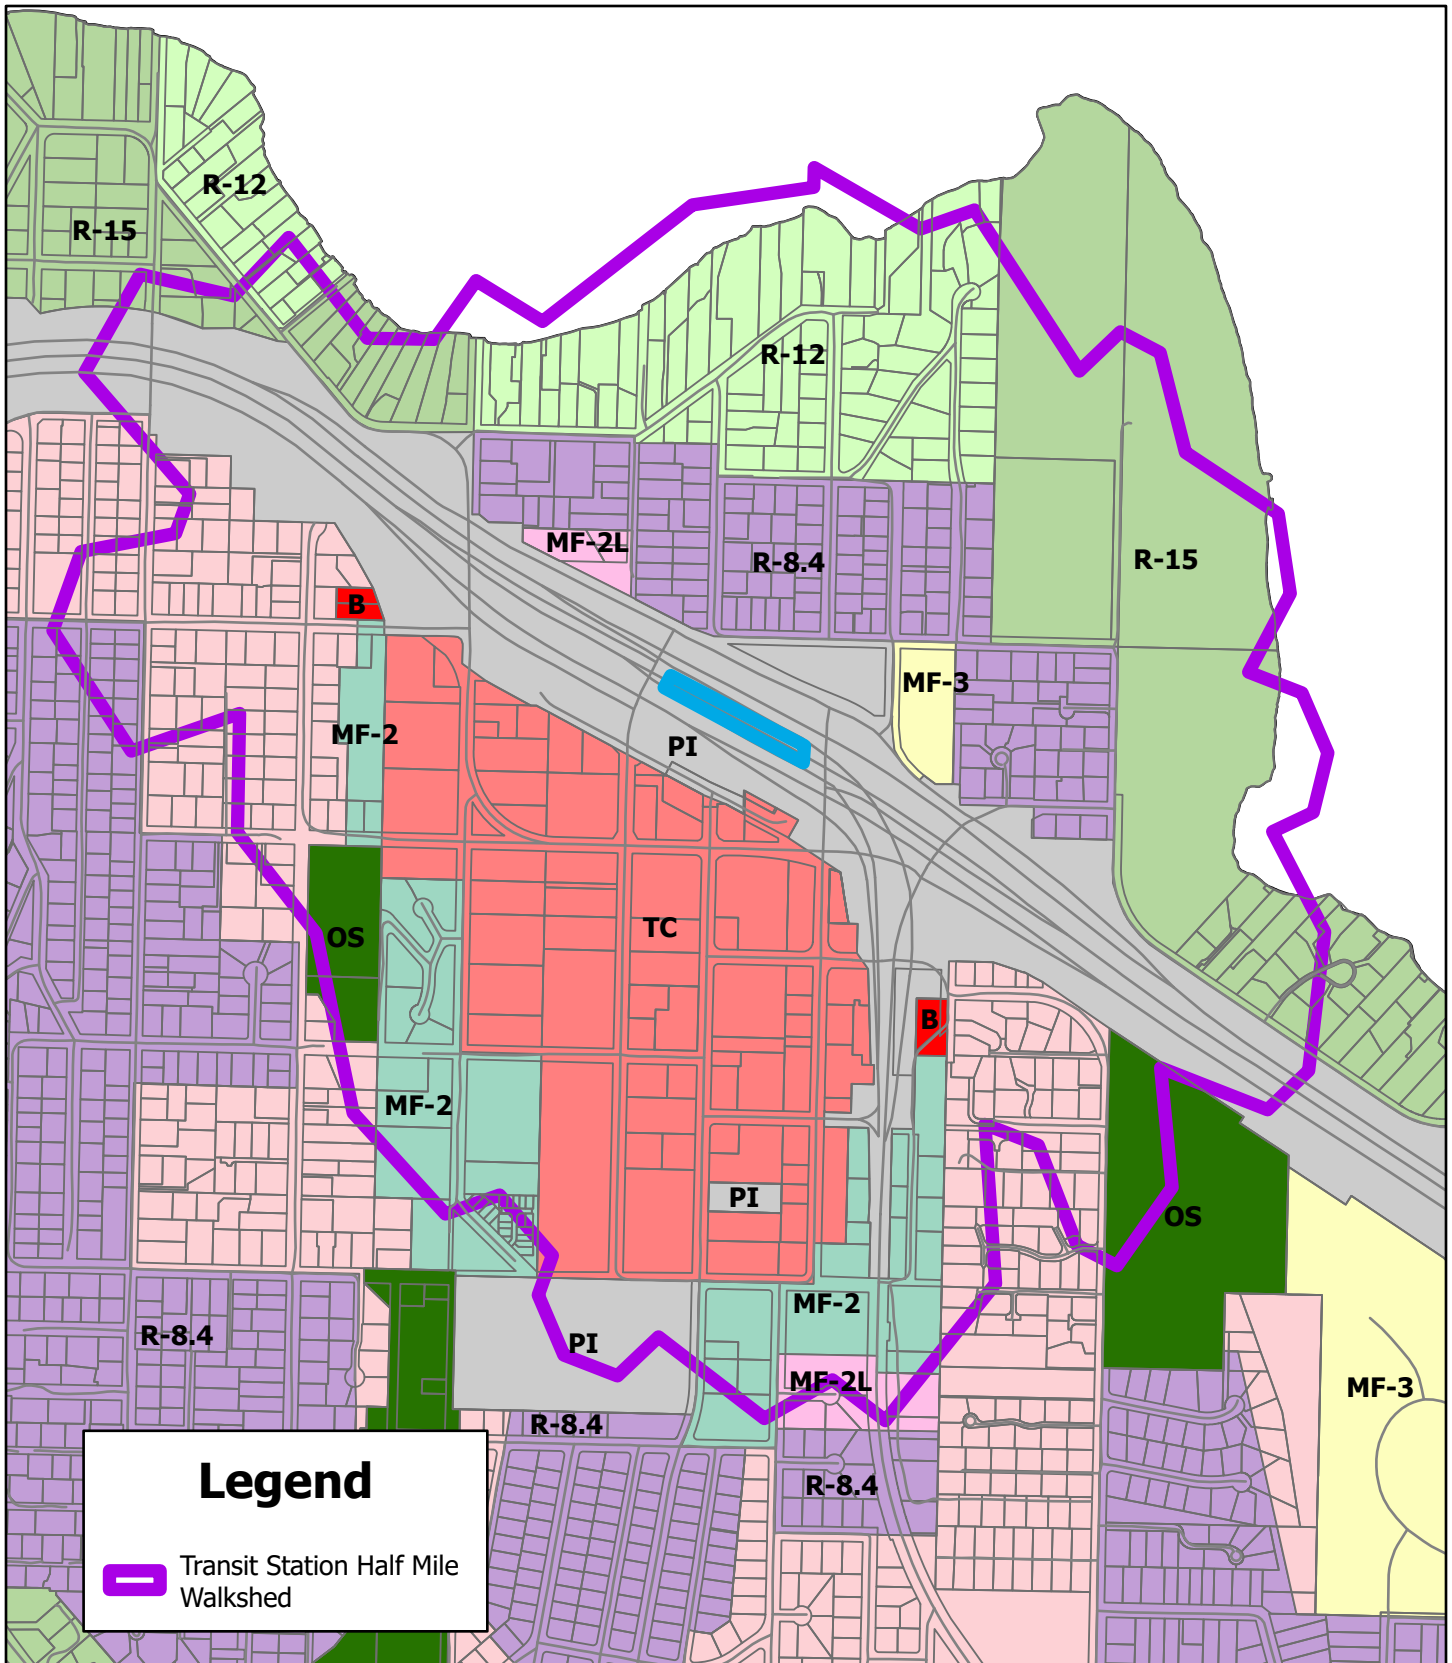 R-12
R-15
R-12
MF-2L
R-8.4
R-15
B
MF-3
MF-2
PI
TC
OS
B
MF-2
PI
OS
MF-2
R-8.4
PI
MF-2L
MF-3
R-8.4
R-8.4
Legend
Transit Station Half Mile
Walkshed